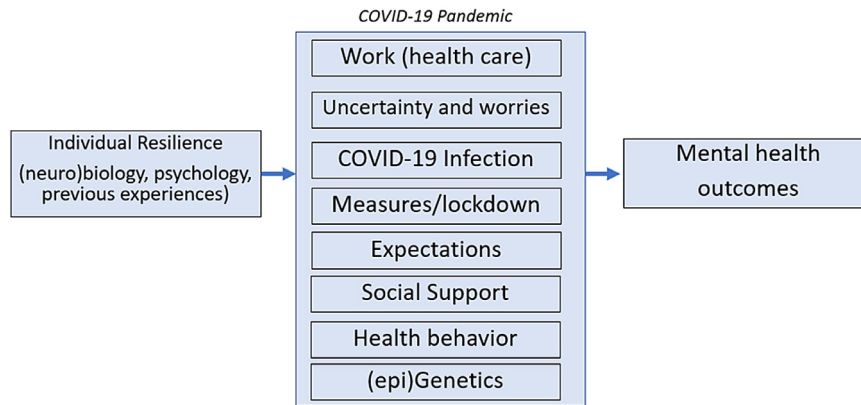 COVID-19 Pandemic
Individual Resilience
(neuro)biology, psychology,
previous experiences)
Work (health care)
Uncertainty and worries
COVID-19 Infection
Measures/lockdown
Expectations
Social Support
Health behavior
(epi)Genetics
Mental health
outcomes